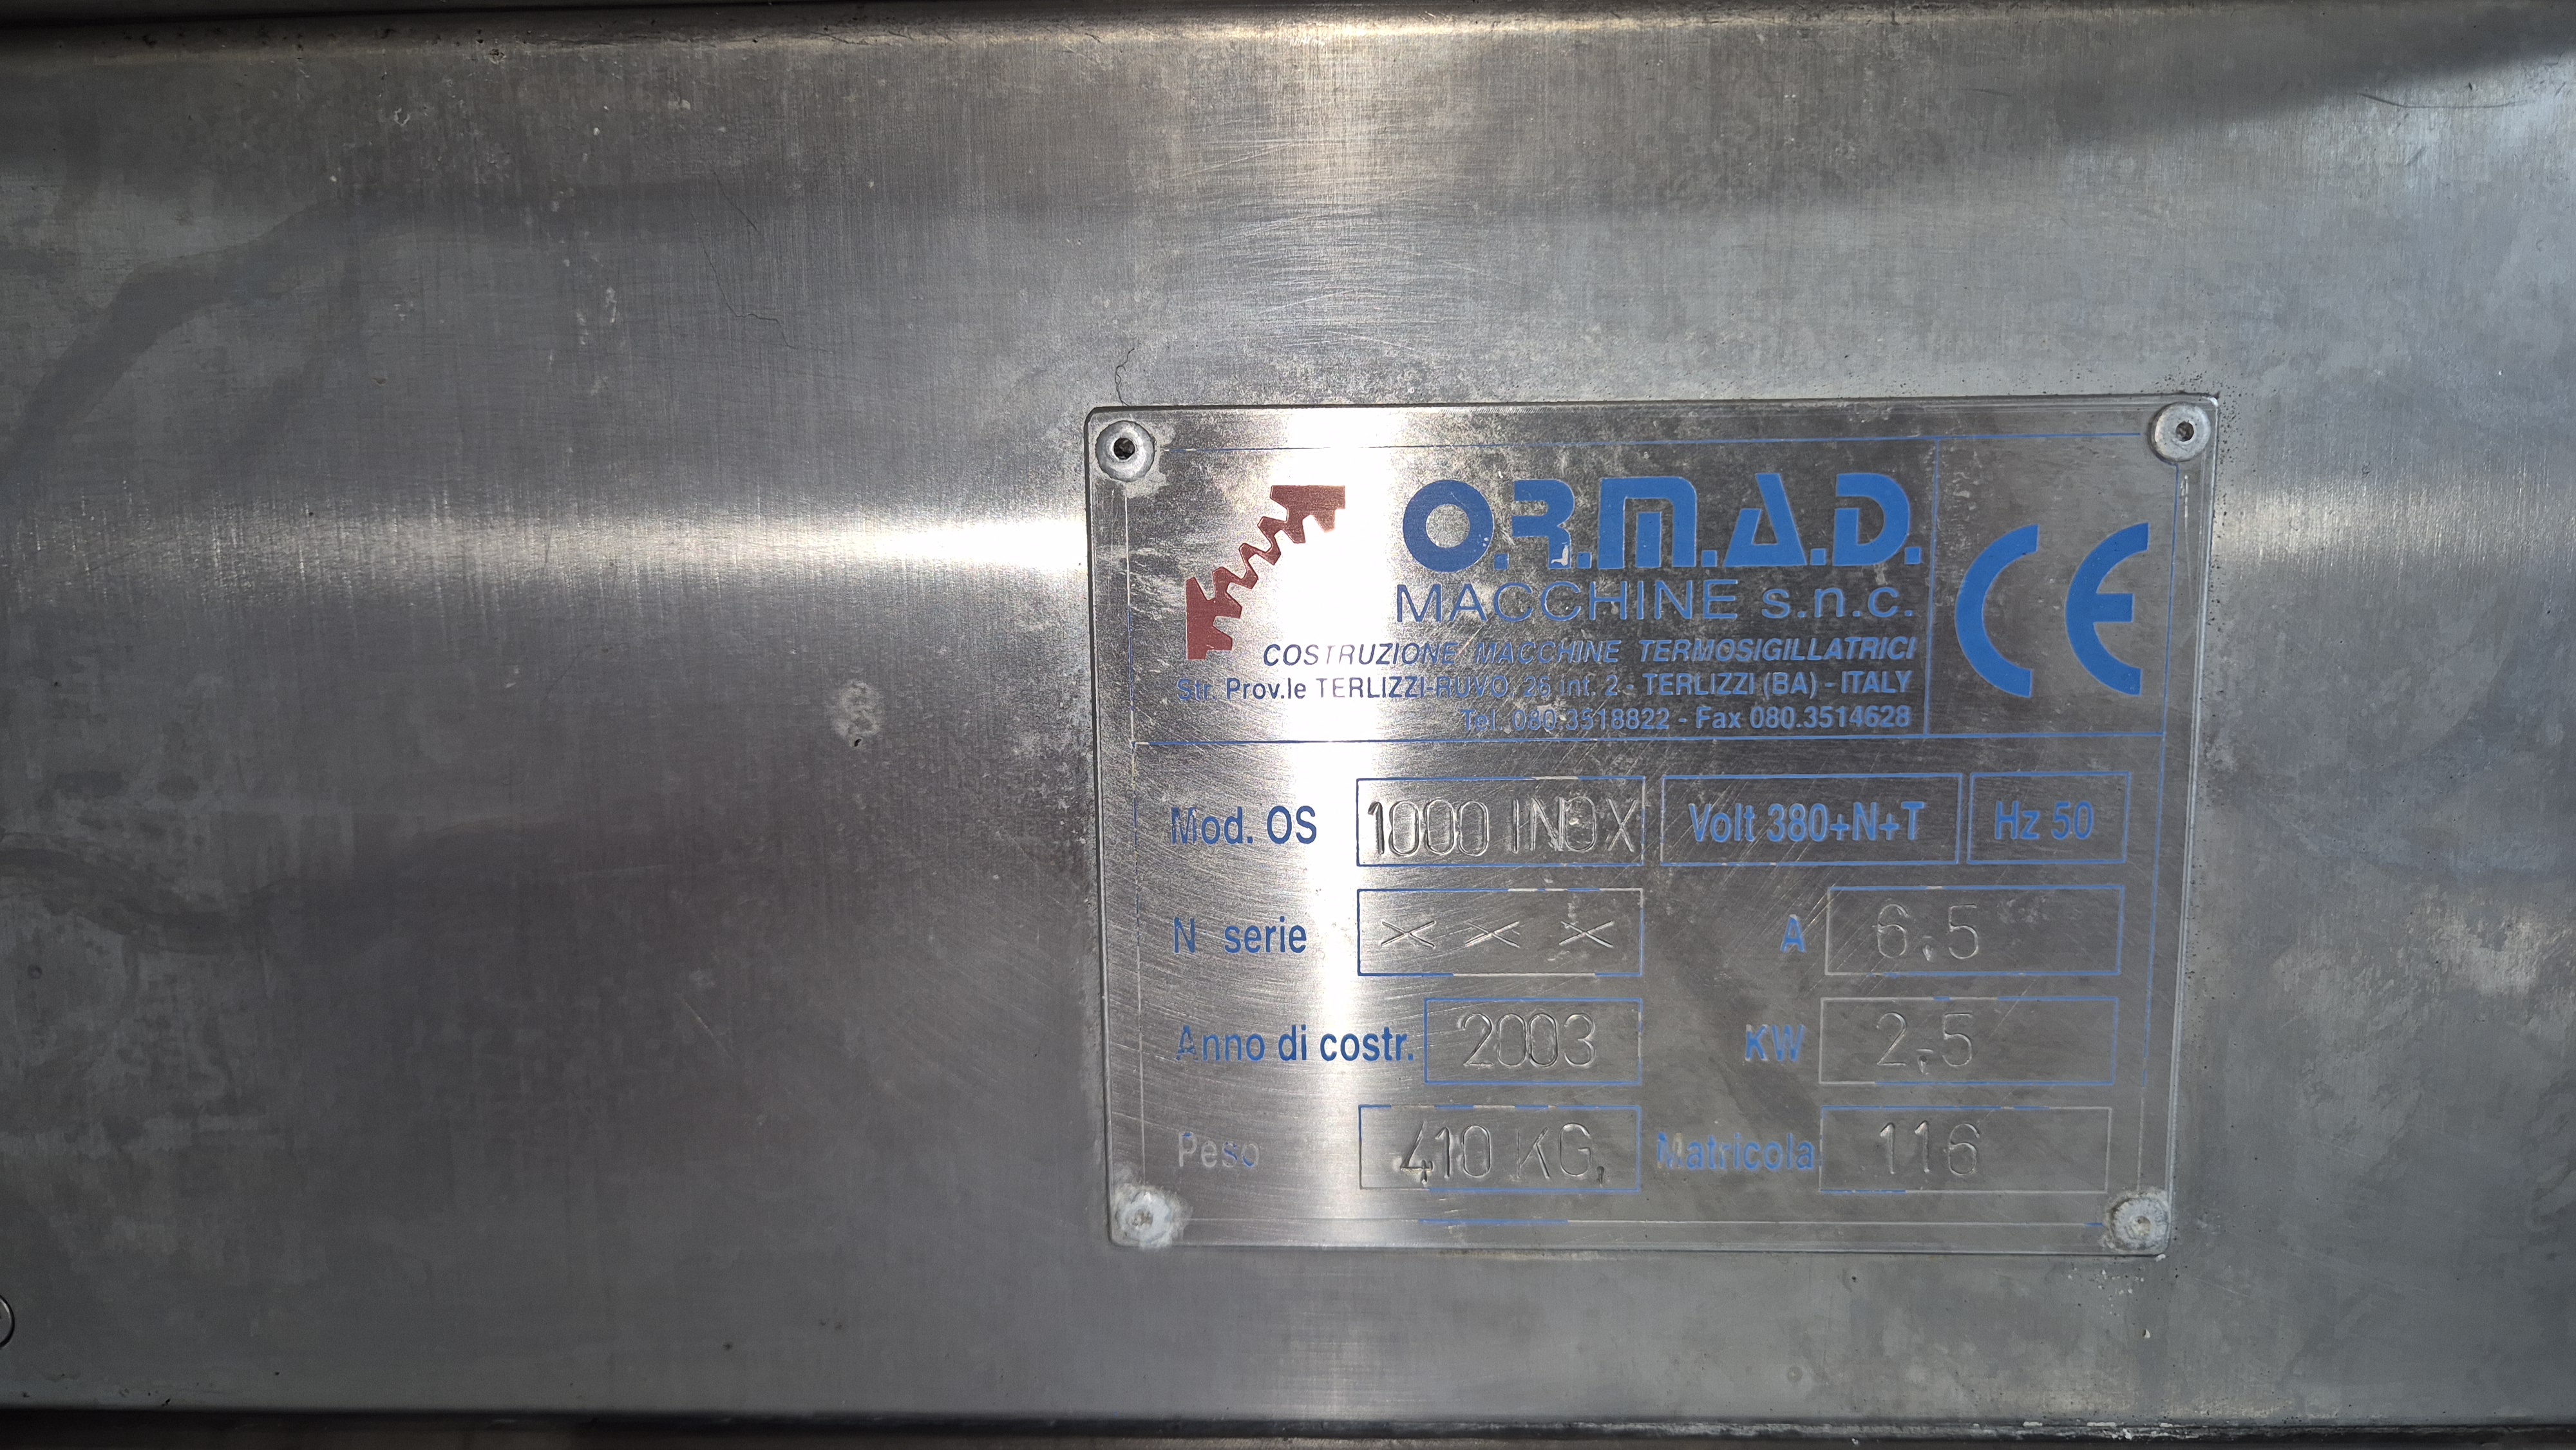 O.R.M.A.D.
MACCHINE s.n.c.
CE
COSTRUZIONE MACCHINE TERMOSIGILLATRICI
Str. Prov.le TERLIZZI-RUVO, 26 int. 2 - TERLIZZI (BA) - ITALY
Tel. 080.3518822 - Fax 080.3514628
Mod. OS 1000 INOX Volt 380+N+T Hz 50
N serie X X X A 6,5
Anno di costr. 2003 KW 2,5
Peso 410 KG, Matricola 116